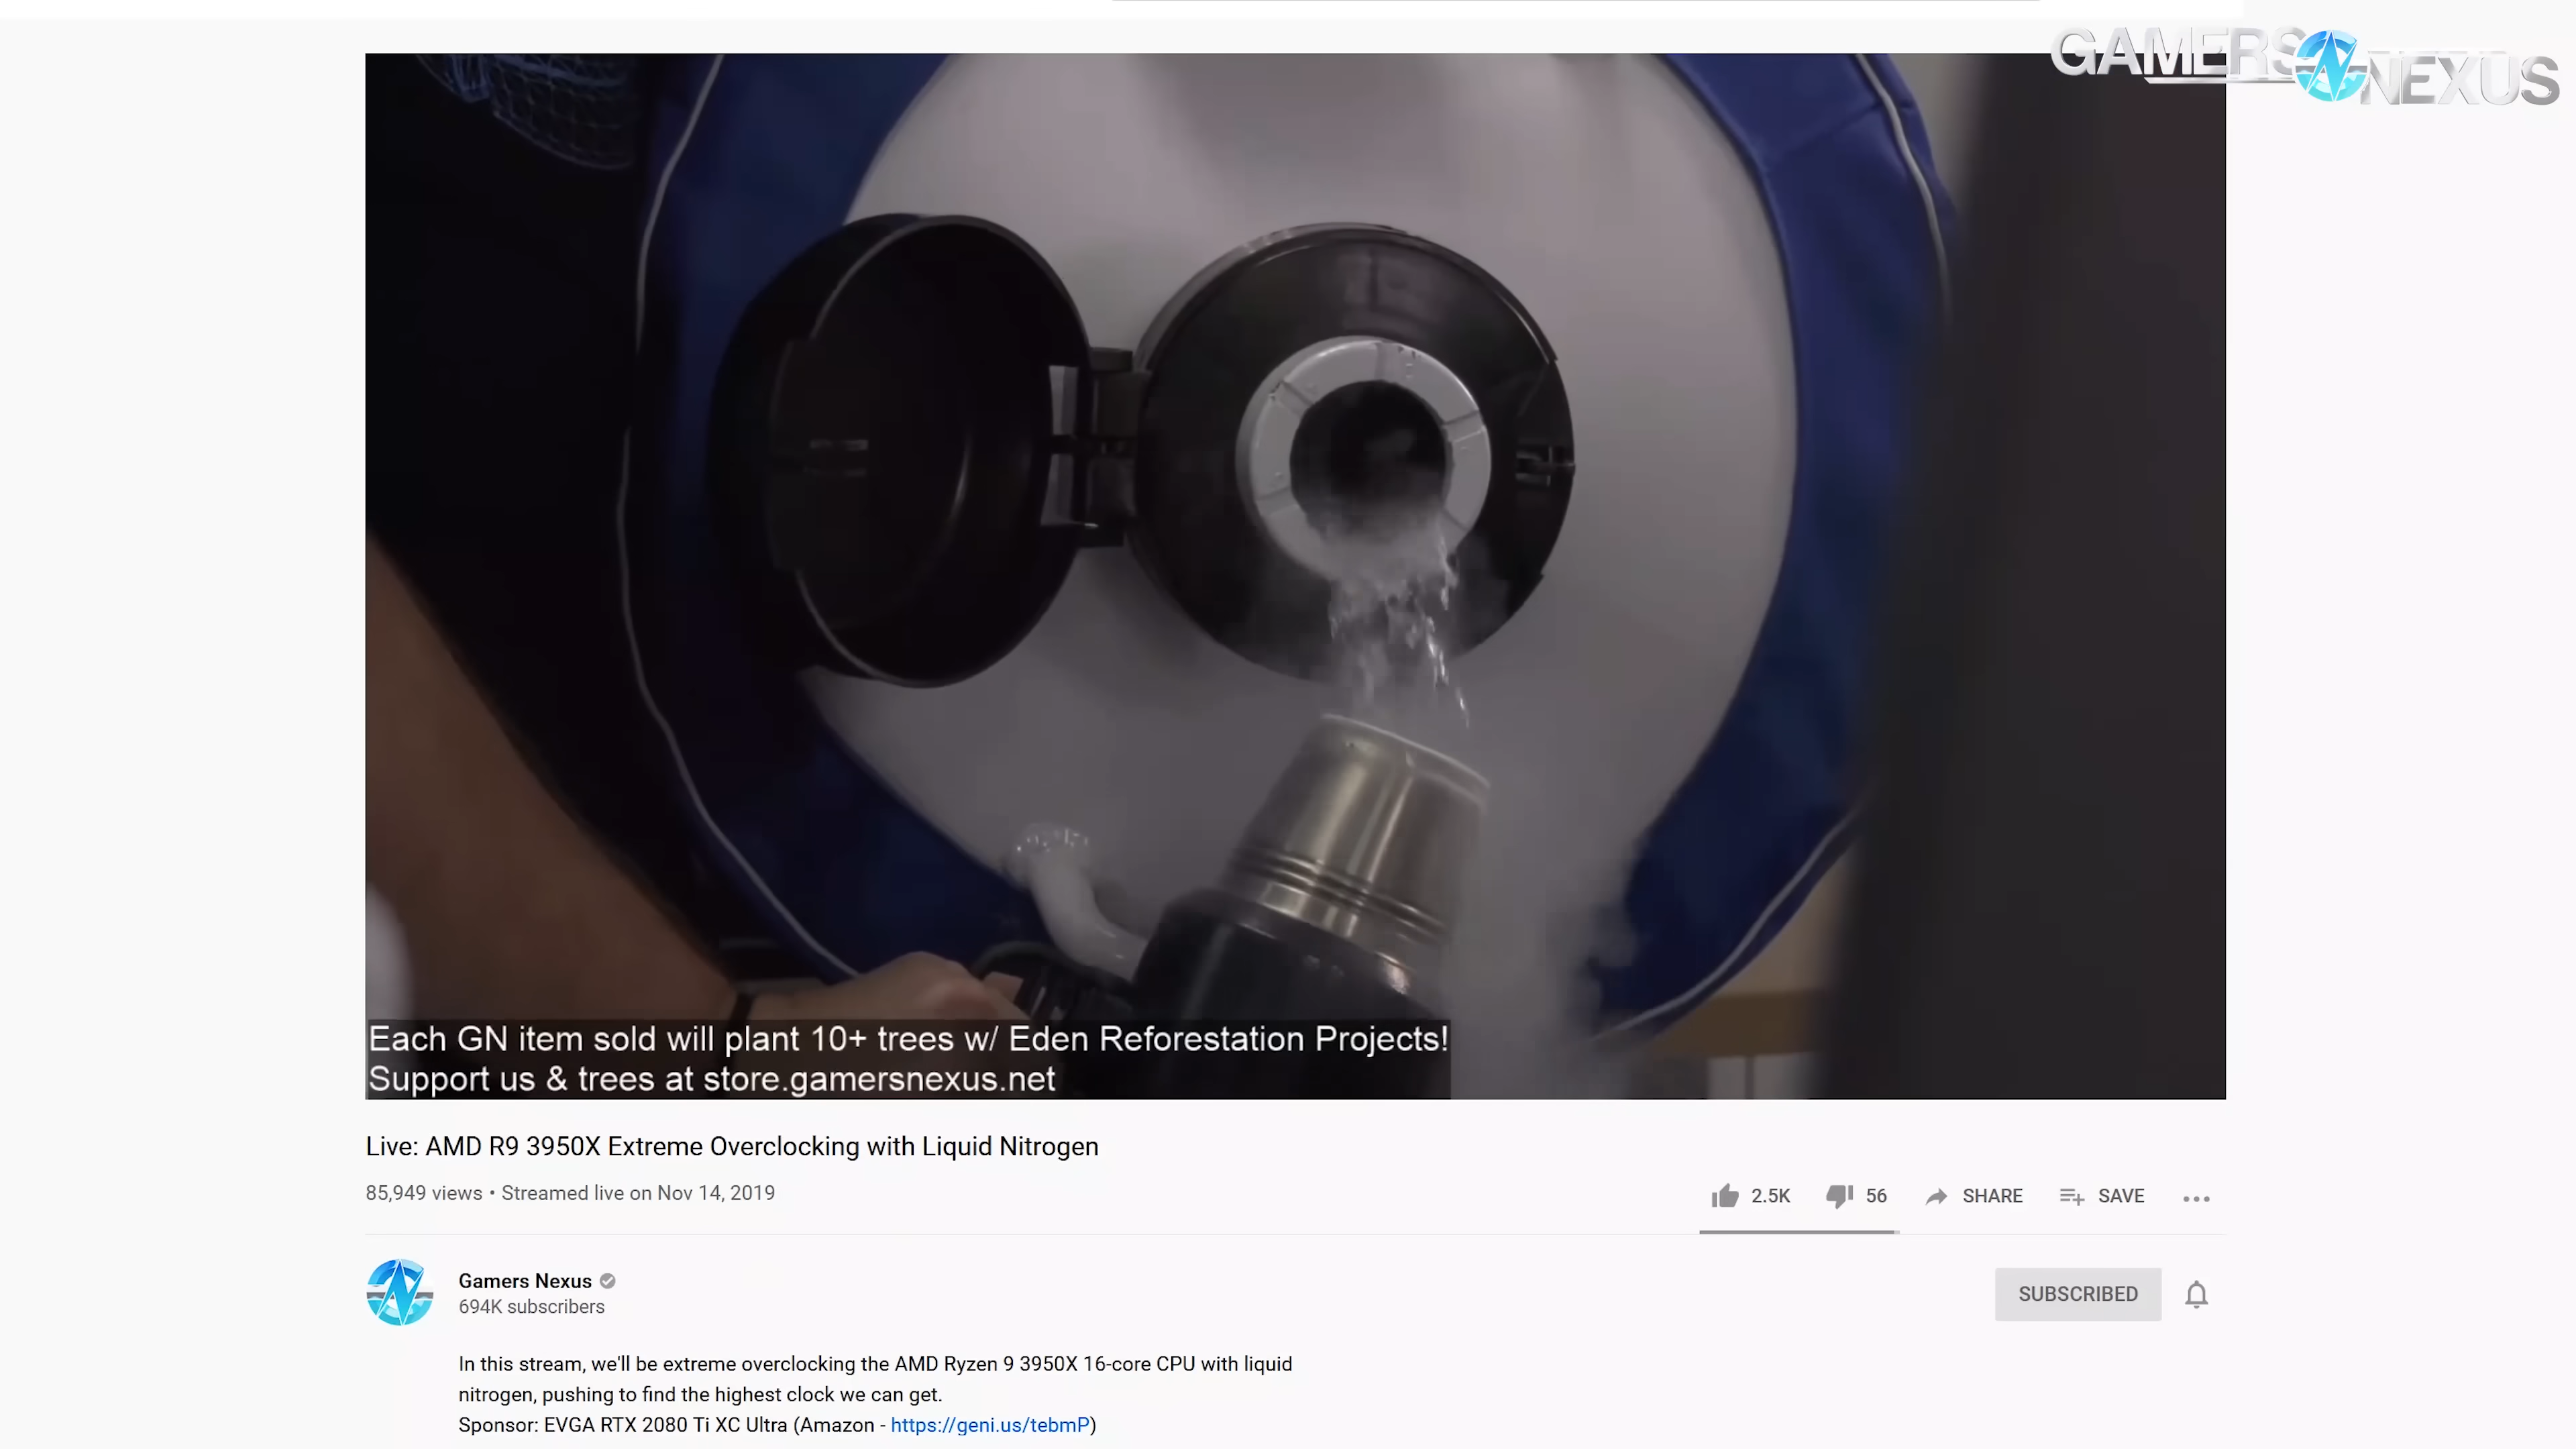 GAMERS NEXUS
Each GN item sold will plant 10+ trees w/ Eden Reforestation Projects!
Support us & trees at store.gamersnexus.net
Live: AMD R9 3950X Extreme Overclocking with Liquid Nitrogen
85,949 views • Streamed live on Nov 14, 2019
2.5K 56 SHARE SAVE
Gamers Nexus
694K subscribers
SUBSCRIBED
In this stream, we'll be extreme overclocking the AMD Ryzen 9 3950X 16-core CPU with liquid
nitrogen, pushing to find the highest clock we can get.
Sponsor: EVGA RTX 2080 Ti XC Ultra (Amazon - https://geni.us/tebmP)